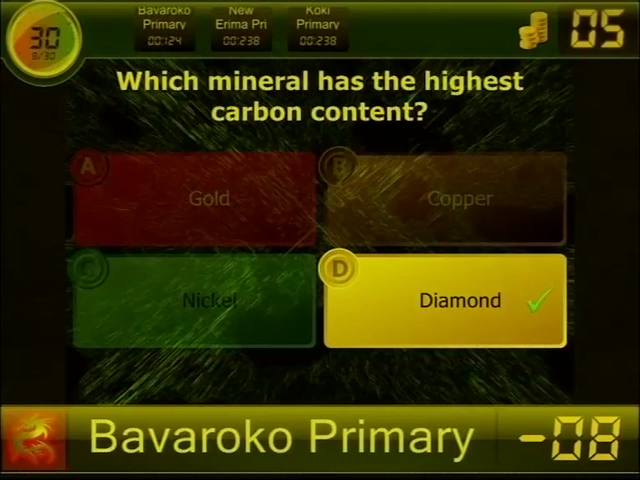 30
8/30
Bavaroko
Primary
00:124
New
Erima Pri
00:238
Koki
Primary
00:238
05
Which mineral has the highest
carbon content?
A
Gold
B
Copper
C
Nickel
D
Diamond
Bavaroko Primary
-08